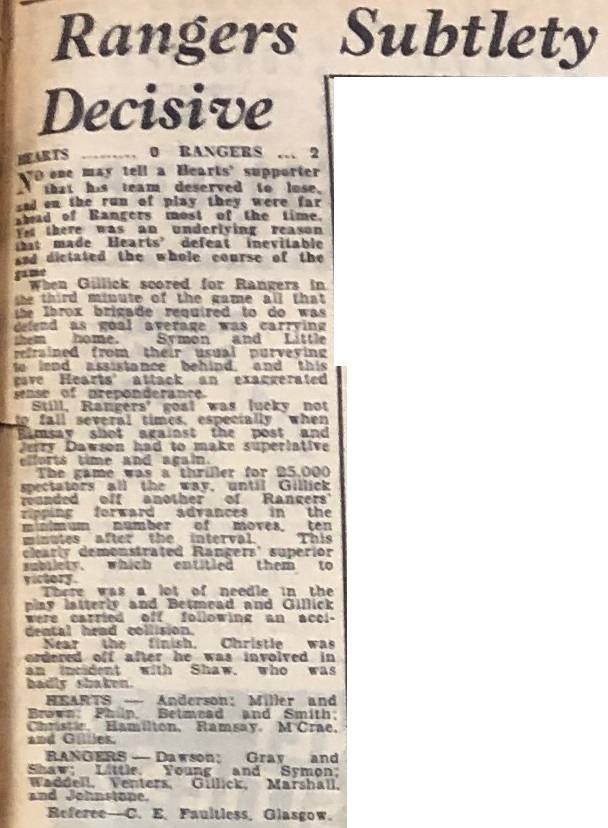 Rangers Subtlety
Decisive
HEARTS ......... 0 RANGERS ... 2
NO one may tell a Hearts' supporter
that his team deserved to lose,
and on the run of play they were far
ahead of Rangers most of the time.
Yet there was an underlying reason
that made Hearts' defeat inevitable
and dictated the whole course of the
game
When Gillick scored for Rangers in
the third minute of the game all that
the Ibrox brigade required to do was
defend as goal average was carrying
them home. Symon and Little
refrained from their usual purveying
to lend assistance behind, and this
gave Hearts' attack an exaggerated
sense of preponderance.
Still, Rangers' goal was lucky not
to fall several times, especially when
Ramsay shot against the post and
Jerry Dawson had to make superlative
efforts time and again.
The game was a thriller for 25,000
spectators all the way, until Gillick
rounded off another of Rangers'
ripping forward advances in the
minimum number of moves, ten
minutes after the interval. This
clearly demonstrated Rangers' superior
subtlety, which entitled them to
victory.
There was a lot of needle in the
play latterly and Betmead and Gillick
were carried off following an acci-
dental head collision.
Near the finish, Christie was
ordered off after he was involved in
an incident with Shaw, who was
badly shaken.
HEARTS — Anderson; Miller and
Brown; Philp, Betmead and Smith;
Christie, Hamilton, Ramsay, M'Crae,
and Gillies.
RANGERS — Dawson; Gray and
Shaw; Little, Young and Symon;
Waddell, Venters, Gillick, Marshall,
and Johnstone.
Referee—C. E. Faultless, Glasgow.